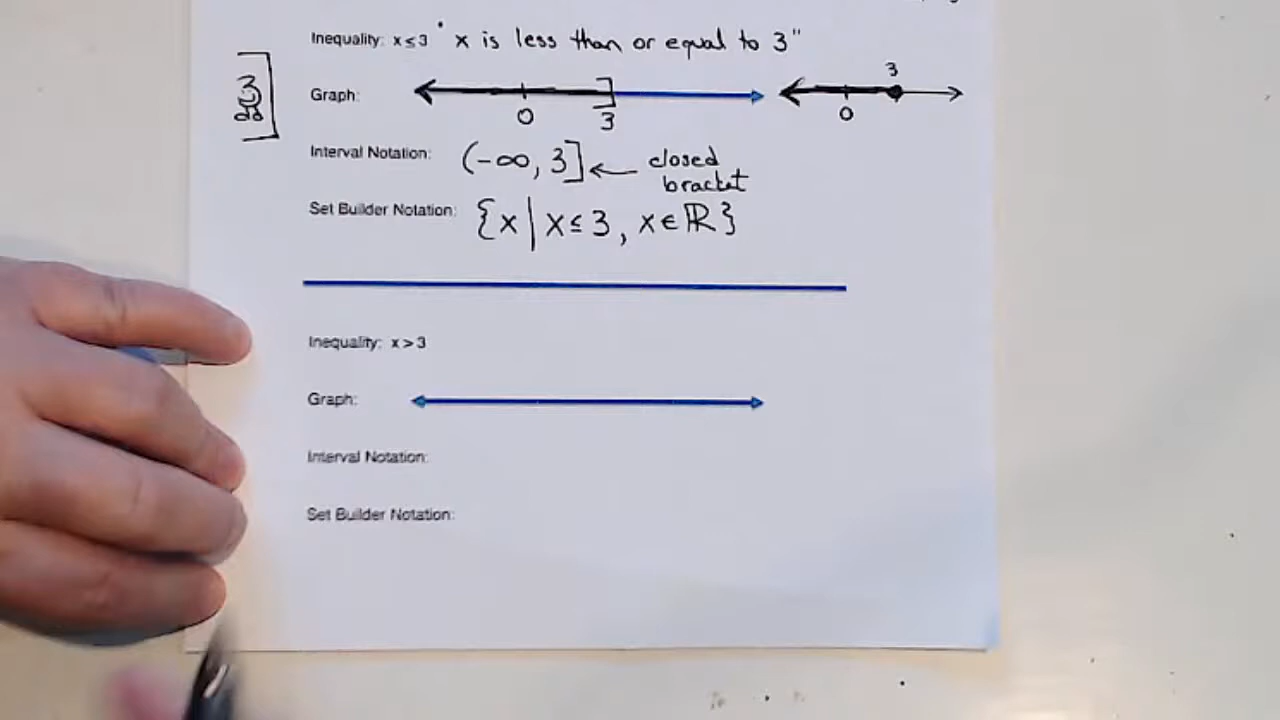 Inequality: x ≤ 3 "x is less than or equal to 3"
3
Graph: 0 3
3
0
Interval Notation: (-∞, 3] ← closed bracket
Set Builder Notation: {x | x ≤ 3, x ∈ ℝ}
Inequality: x > 3
Graph:
Interval Notation:
Set Builder Notation: